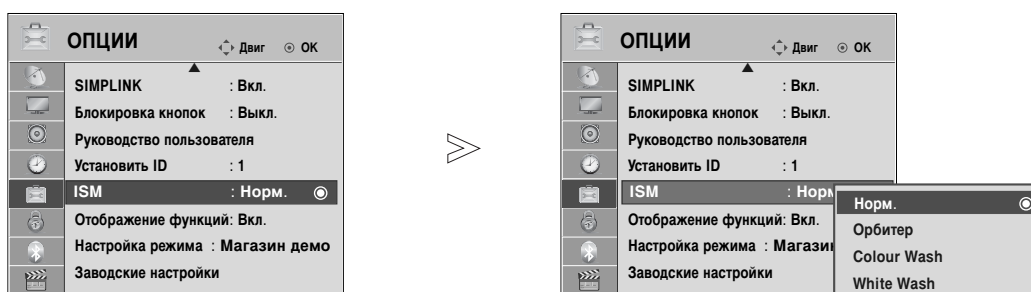 ОПЦИИ Двиг ОК
SIMPLINK : Вкл.
Блокировка кнопок : Выкл.
Руководство пользователя
Установить ID : 1
ISM : Норм.
Отображение функций: Вкл.
Настройка режима : Магазин демо
Заводские настройки
ОПЦИИ Двиг ОК
SIMPLINK : Вкл.
Блокировка кнопок : Выкл.
Руководство пользователя
Установить ID : 1
ISM : Норм
Отображение функций: Вкл.
Настройка режима : Магазин
Заводские настройки
Норм.
Орбитер
Colour Wash
White Wash